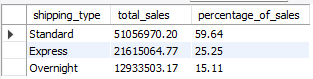 shipping_type total_sales percentage_of_sales
Standard 51056970.20 59.64
Express 21615064.77 25.25
Overnight 12933503.17 15.11